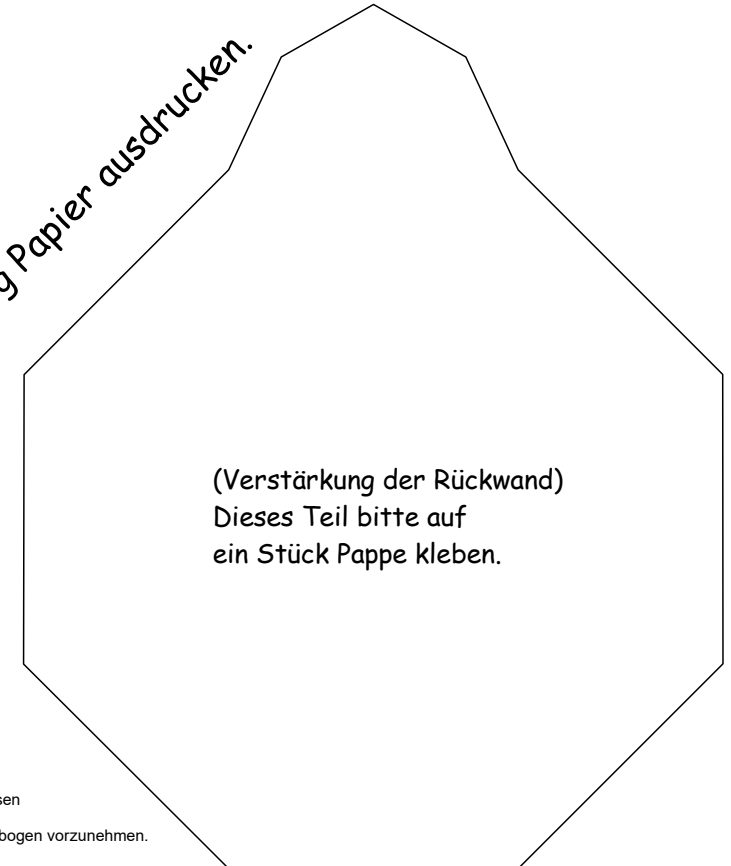 g Papier ausdrucken.
(Verstärkung der Rückwand)
Dieses Teil bitte auf
ein Stück Pappe kleben.
sen
bogen vorzunehmen.